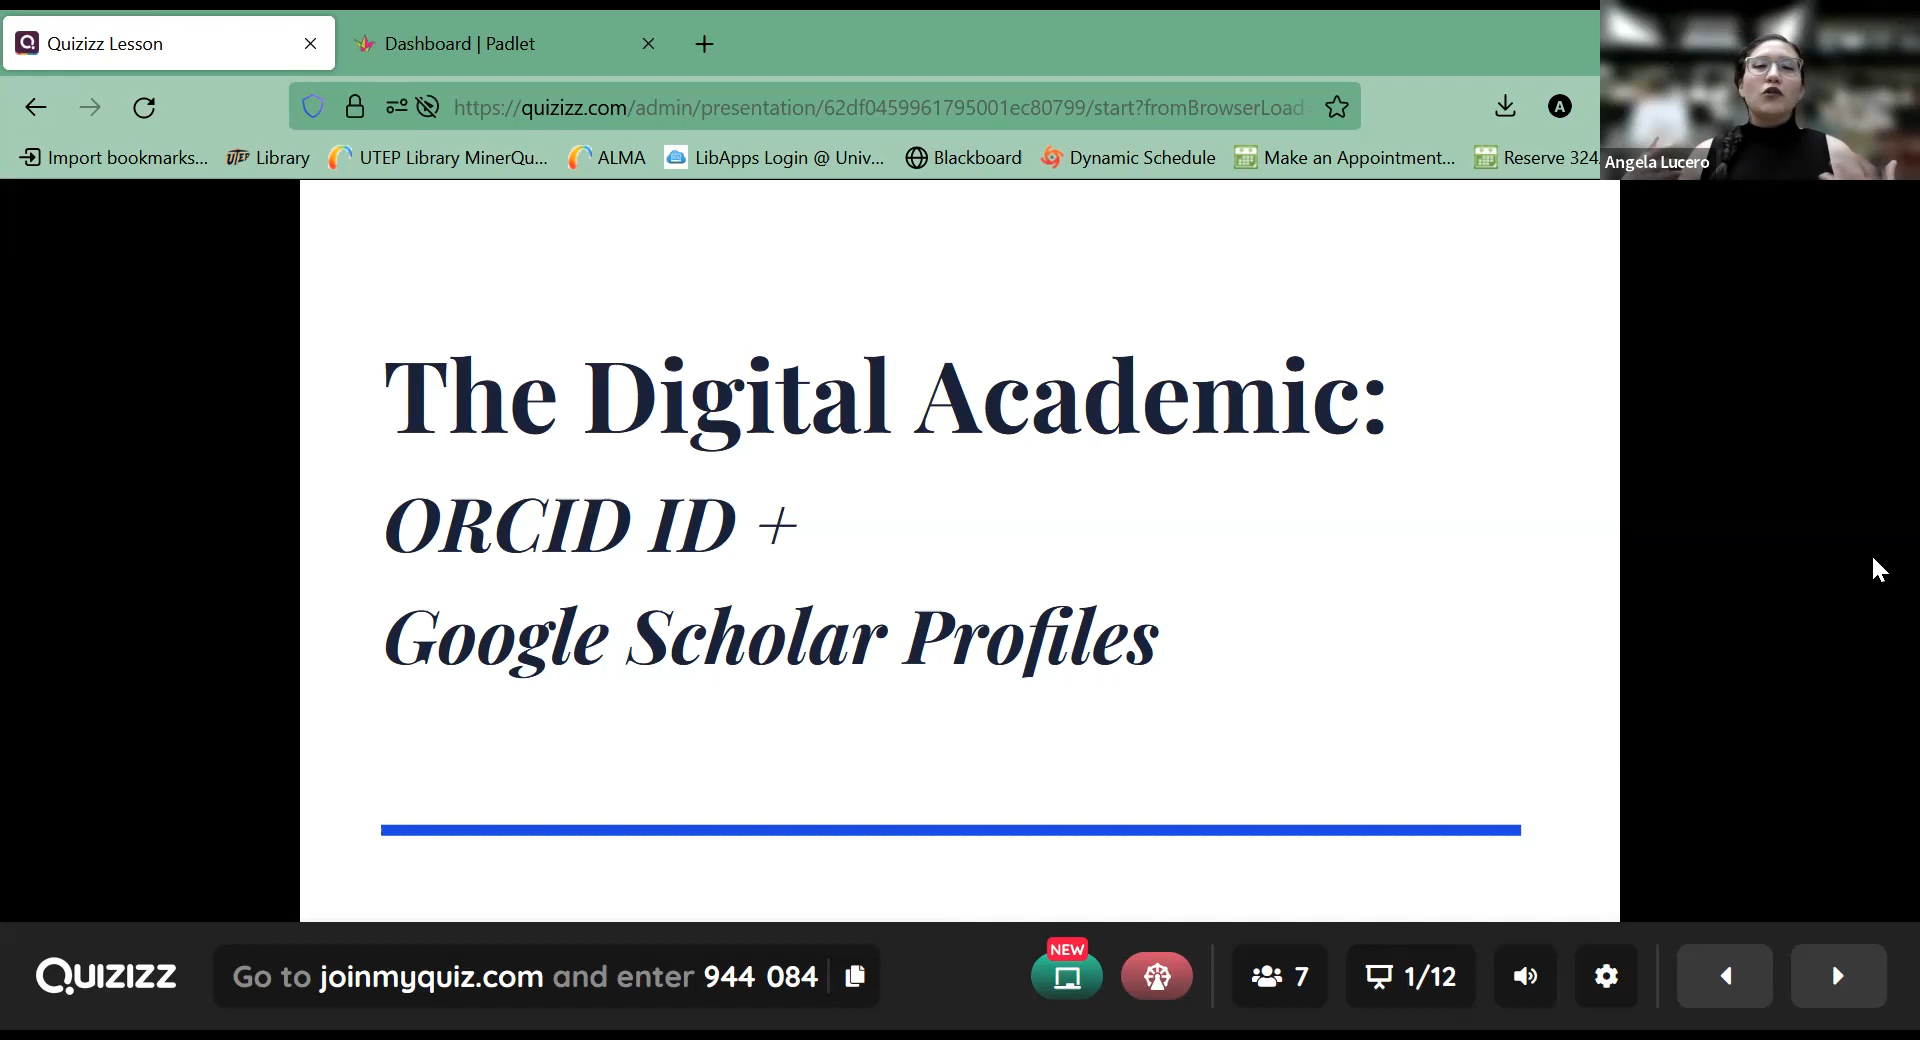 Quizizz Lesson
Dashboard | Padlet
https://quizizz.com/admin/presentation/62df0459961795001ec80799/start?fromBrowserLoad
A
Import bookmarks...
UTEP Library
UTEP Library MinerQu...
ALMA
LibApps Login @ Univ...
Blackboard
Dynamic Schedule
Make an Appointment...
Reserve 324
Angela Lucero
The Digital Academic:
ORCID ID +
Google Scholar Profiles
QUIZIZZ
Go to joinmyquiz.com and enter 944 084
NEW
7
1/12